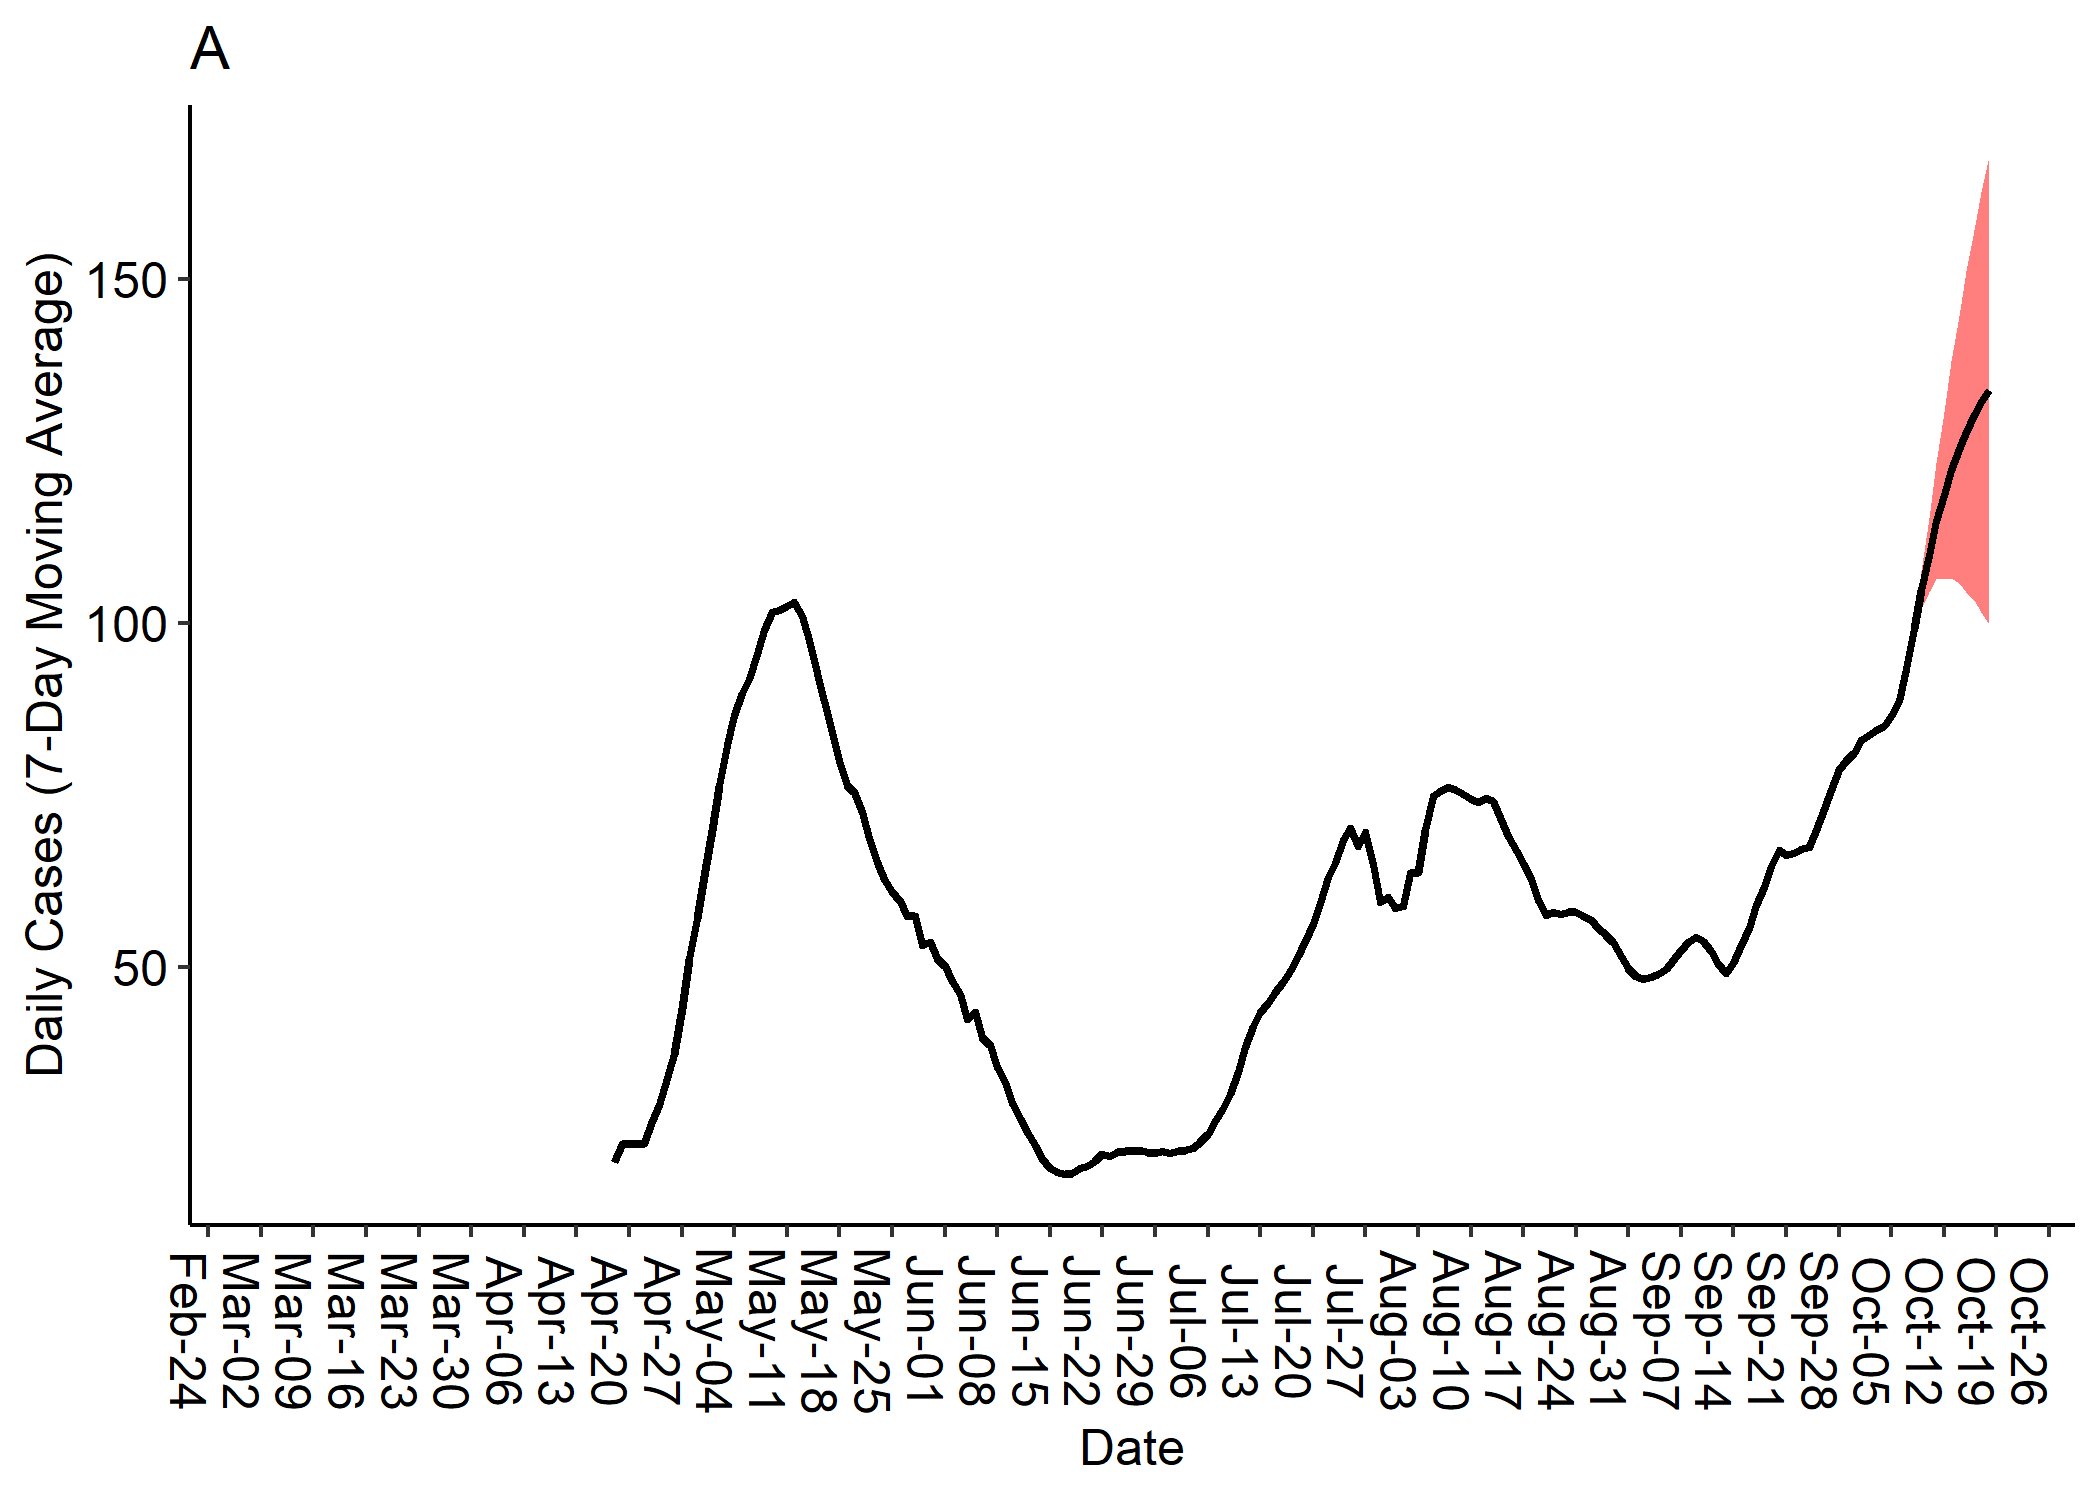 A
Daily Cases (7-Day Moving Average)
150
100
50
Feb-24
Mar-02
Mar-09
Mar-16
Mar-23
Mar-30
Apr-06
Apr-13
Apr-20
Apr-27
May-04
May-11
May-18
May-25
Jun-01
Jun-08
Jun-15
Jun-22
Jun-29
Jul-06
Jul-13
Jul-20
Jul-27
Aug-03
Aug-10
Aug-17
Aug-24
Aug-31
Sep-07
Sep-14
Sep-21
Sep-28
Oct-05
Oct-12
Oct-19
Oct-26
Date